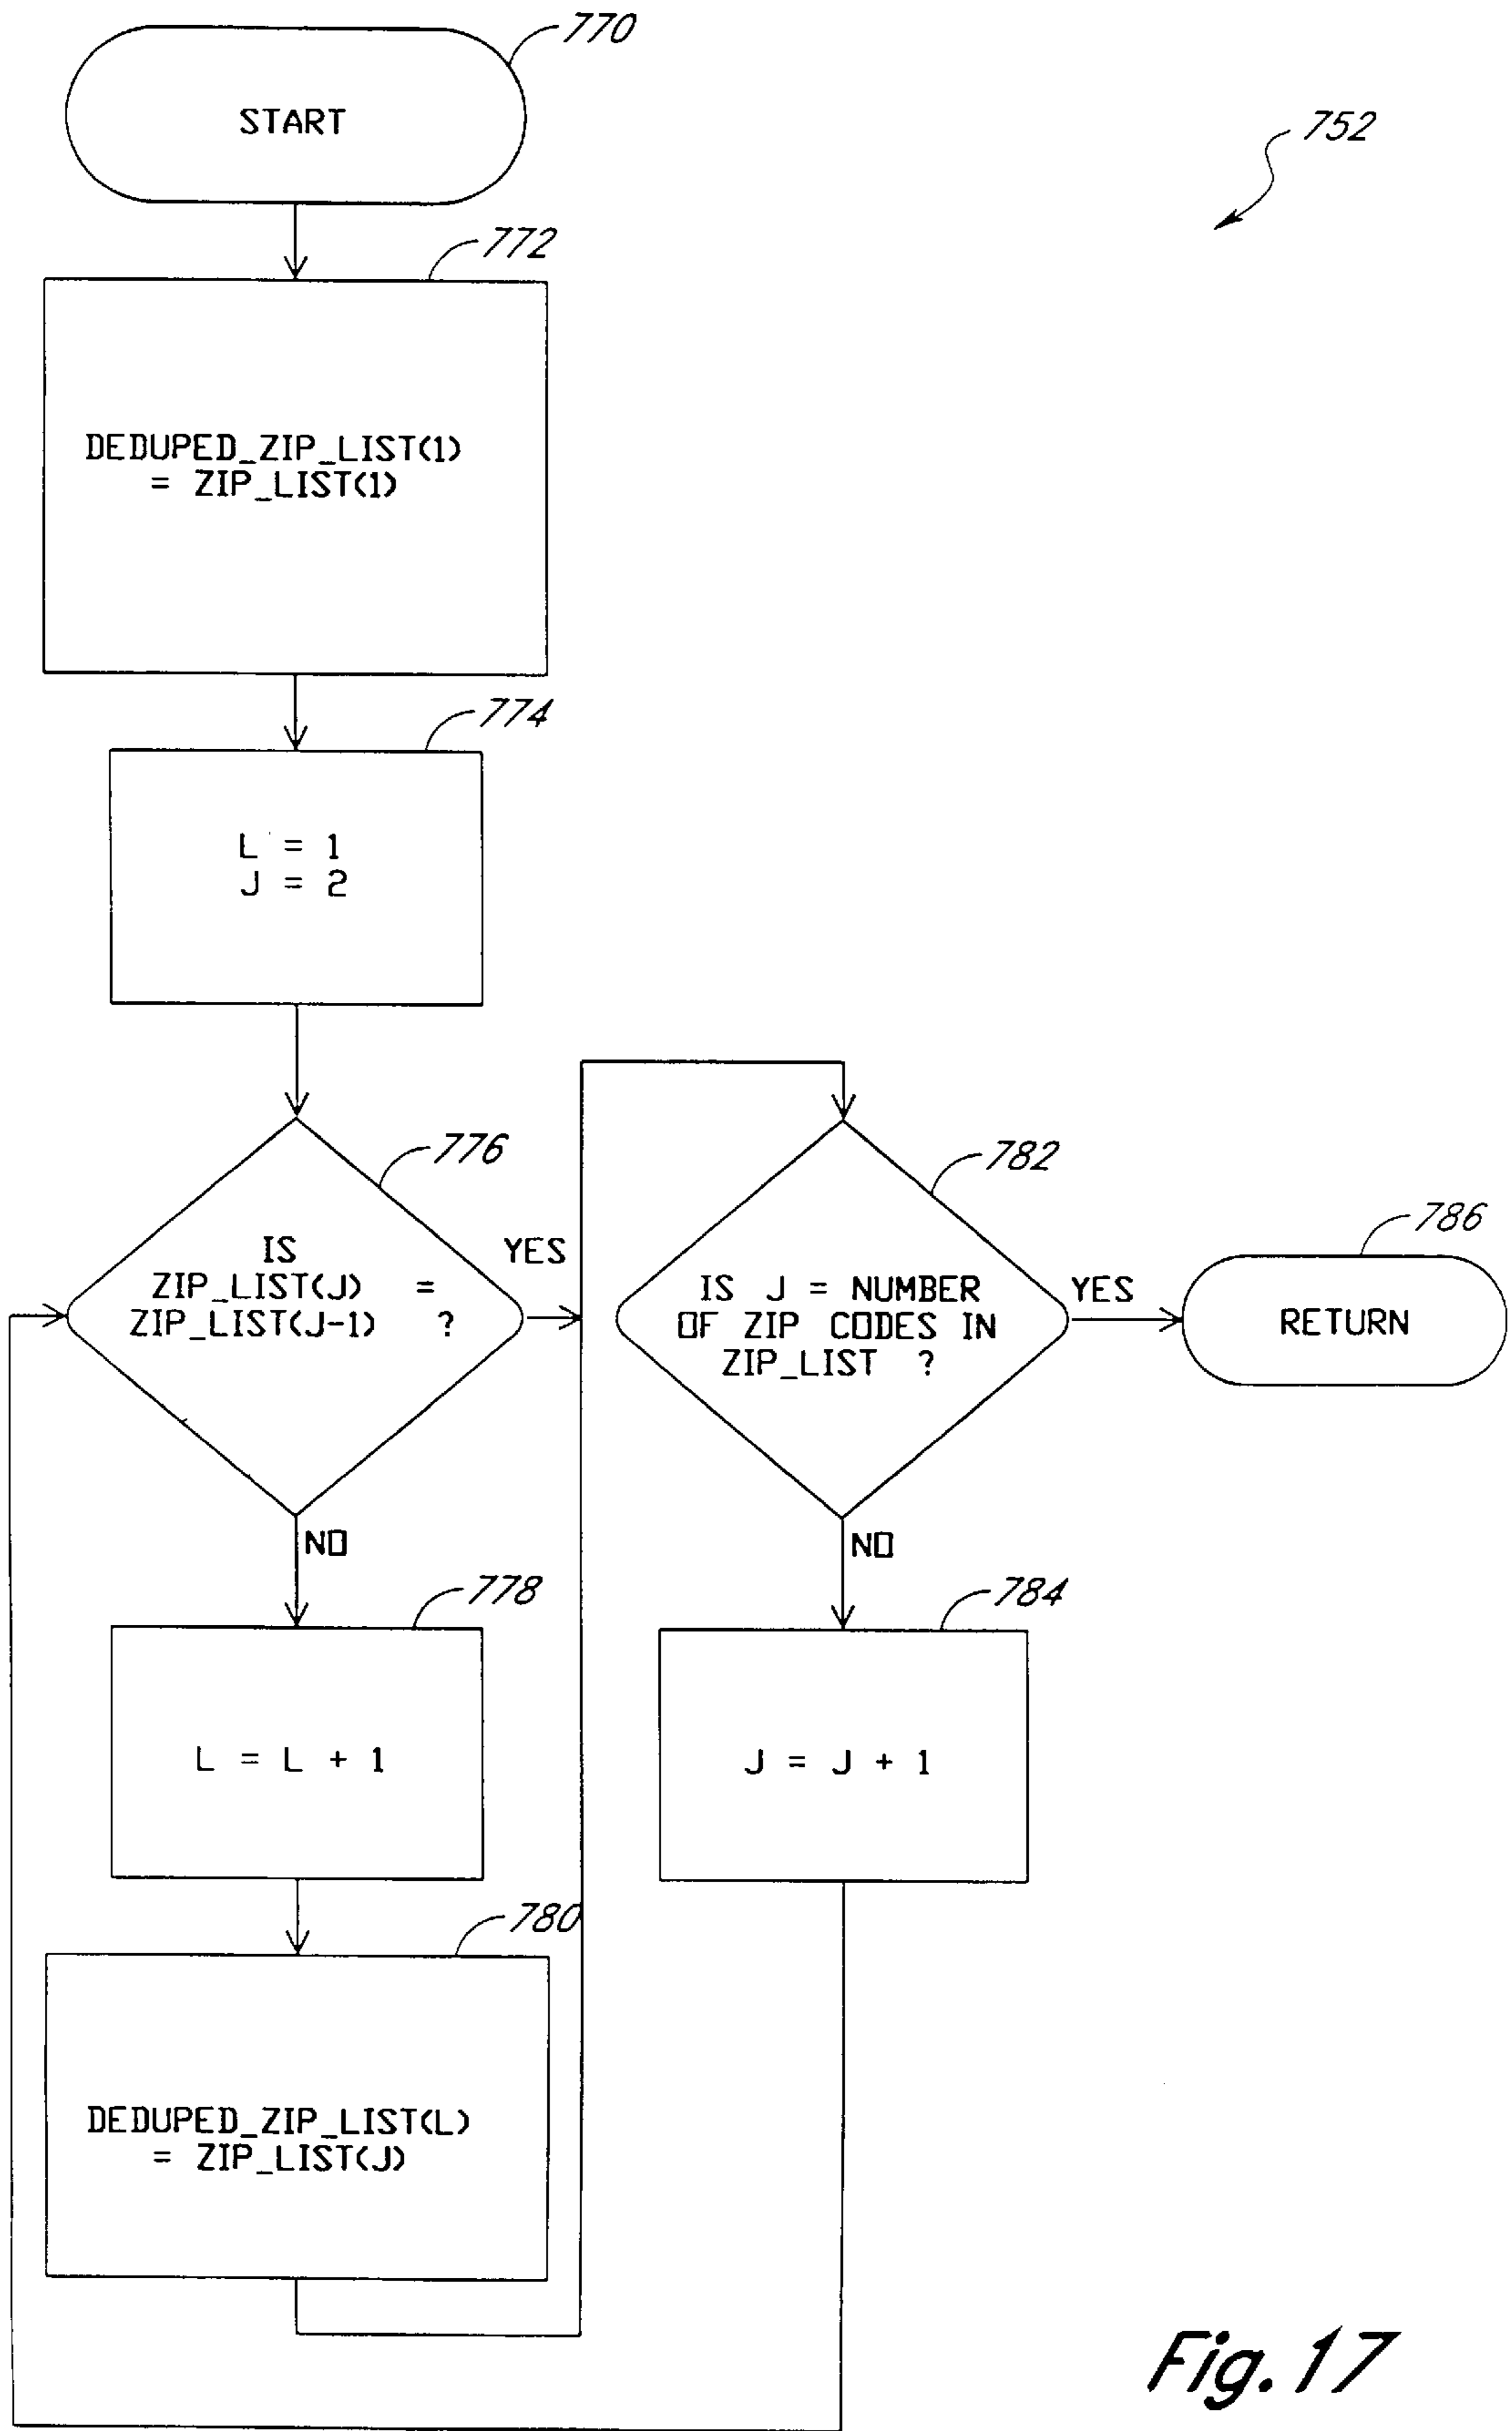 770
START
752
772
DEDUPED_ZIP_LIST(1)
= ZIP_LIST(1)
774
L = 1
J = 2
776
IS
ZIP_LIST(J) =
ZIP_LIST(J-1) ?
YES
NO
782
IS J = NUMBER
OF ZIP CODES IN
ZIP_LIST ?
YES
NO
786
RETURN
778
L = L + 1
784
J = J + 1
780
DEDUPED_ZIP_LIST(L)
= ZIP_LIST(J)
Fig. 17